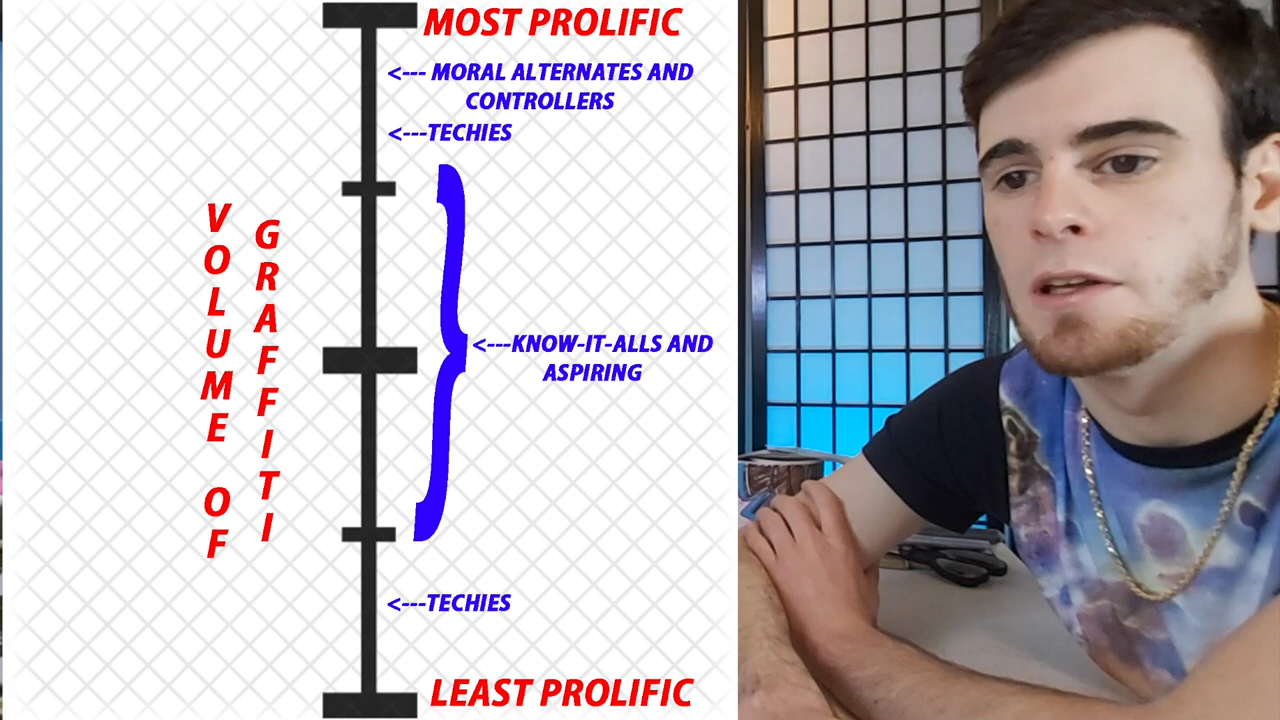 MOST PROLIFIC
<--- MORAL ALTERNATES AND
CONTROLLERS
<---TECHIES
VOLUME OF
GRAFFITI
<---KNOW-IT-ALLS AND
ASPIRING
<---TECHIES
LEAST PROLIFIC